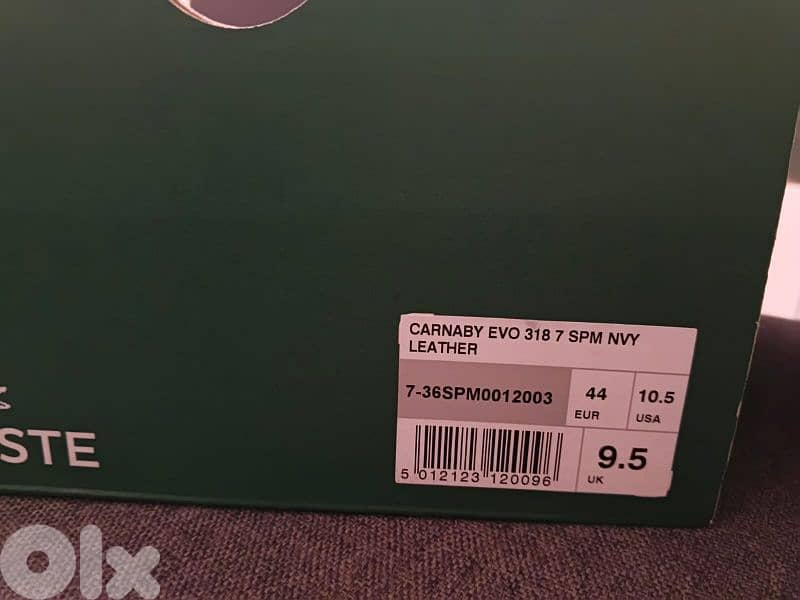 CARNABY EVO 318 7 SPM NVY
LEATHER
7-36SPM0012003
44
EUR
10.5
USA
5 012123 120096
9.5
UK
STE
Olx